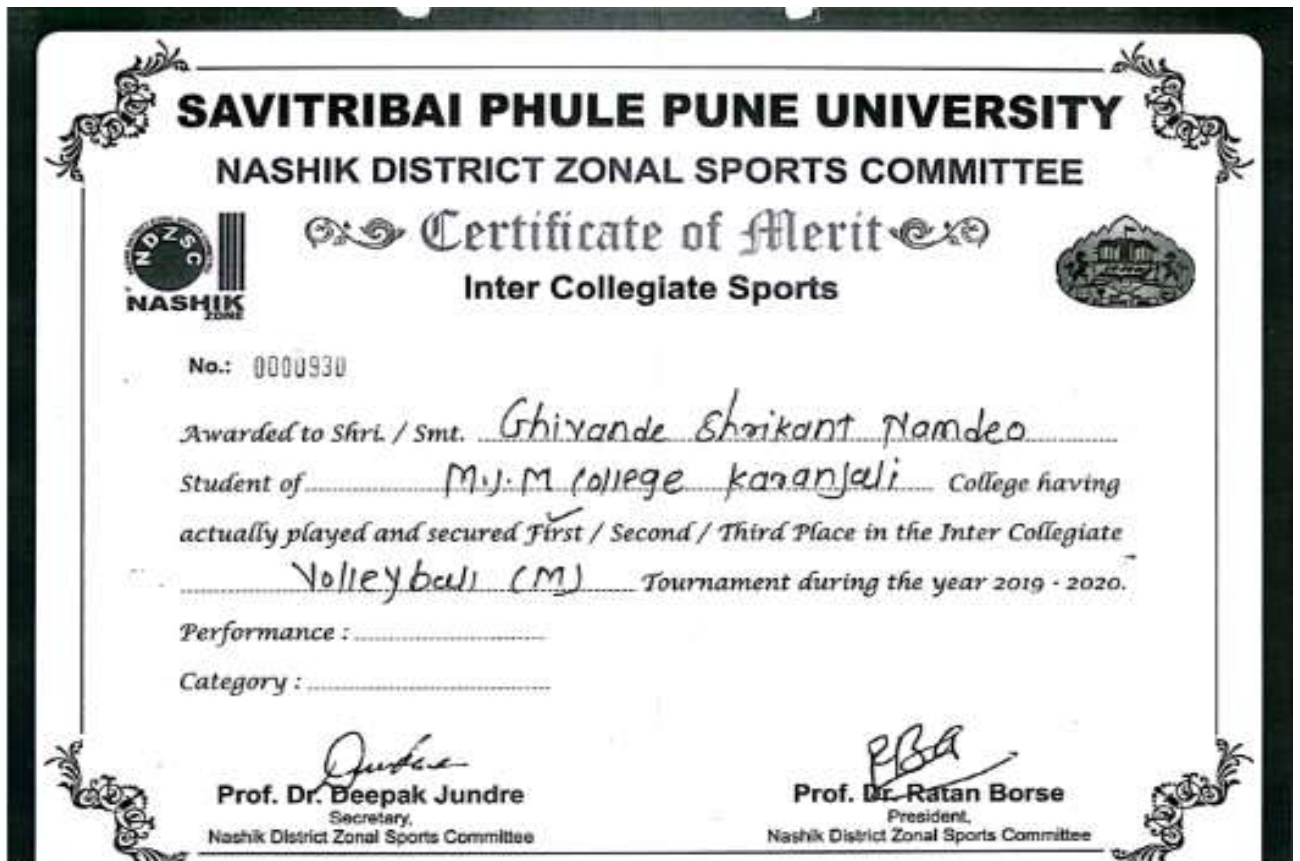 SAVITRIBAI PHULE PUNE UNIVERSITY
NASHIK DISTRICT ZONAL SPORTS COMMITTEE
Certificate of Merit
Inter Collegiate Sports
NDZSC
NASHIK
ZONE
No.: 0000930
Awarded to Shri. / Smt. Ghivande Shrikant Namdeo
Student of M.J.M College karanjali College having
actually played and secured First / Second / Third Place in the Inter Collegiate
Volleyball (M) Tournament during the year 2019 - 2020.
Performance :
Category :
Prof. Dr. Deepak Jundre
Secretary,
Nashik District Zonal Sports Committee
Prof. Dr. Ratan Borse
President,
Nashik District Zonal Sports Committee